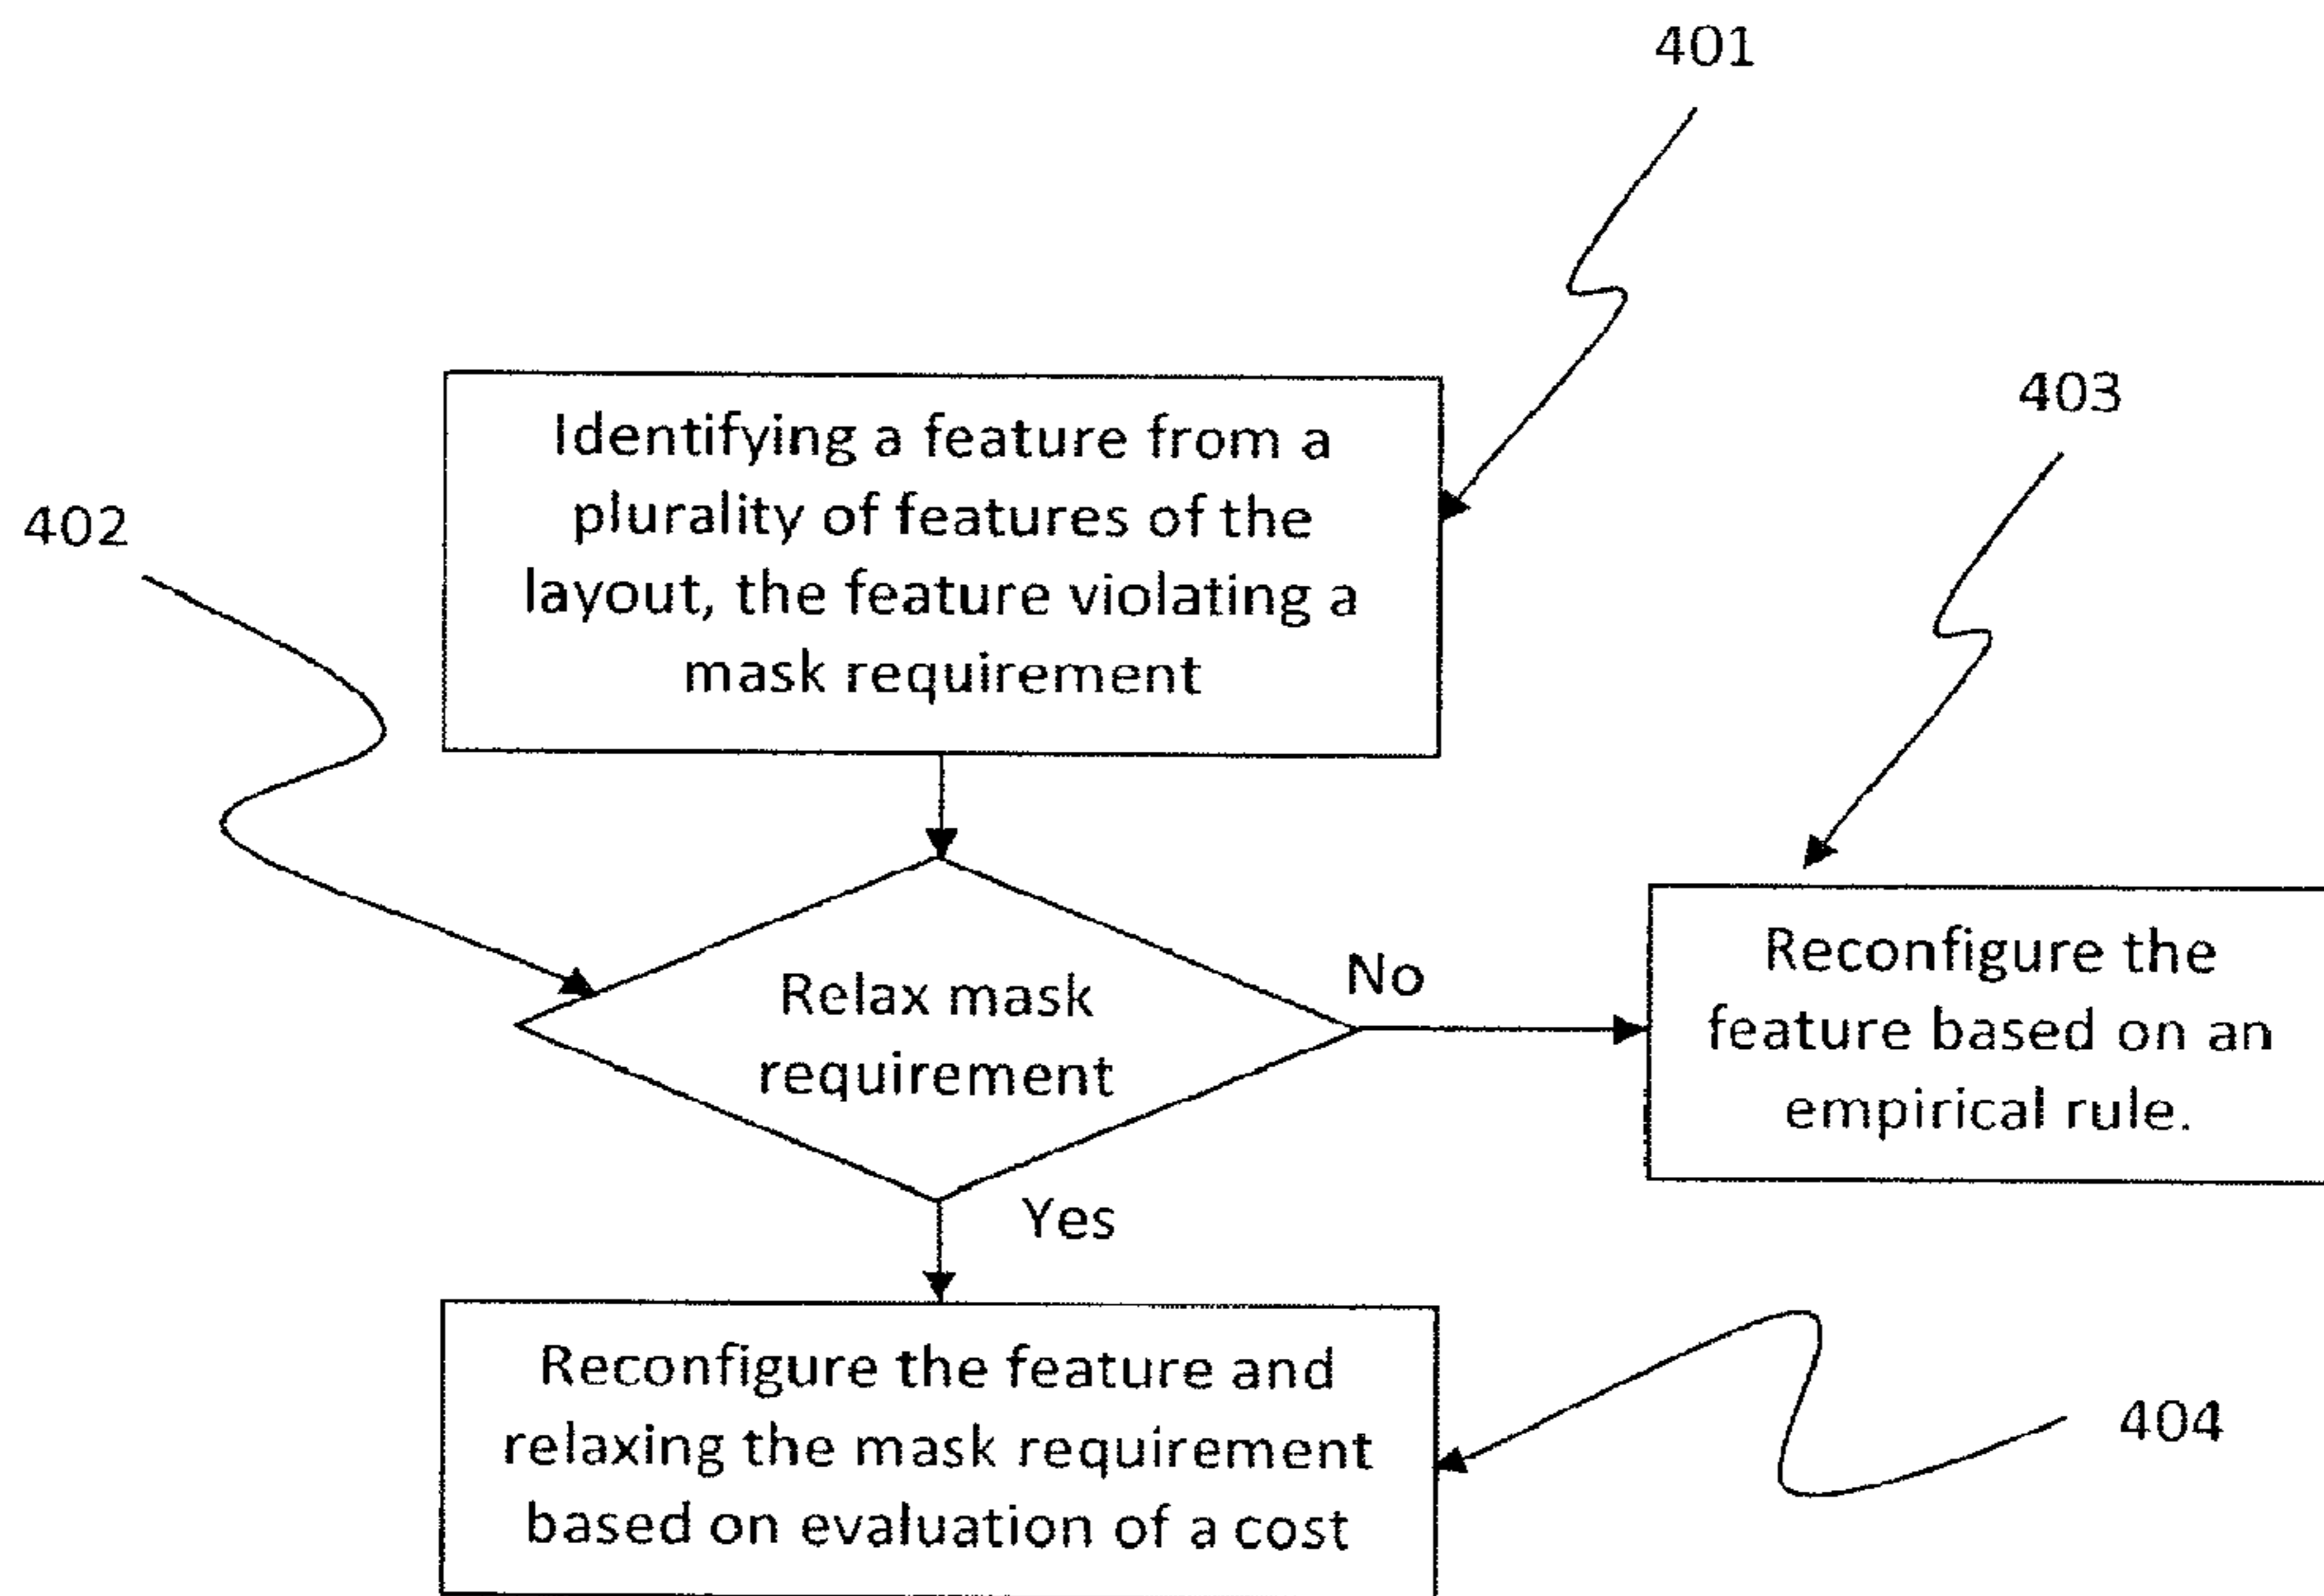 401
Identifying a feature from a
plurality of features of the
layout, the feature violating a
mask requirement
402
403
Relax mask
requirement
No
Reconfigure the
feature based on an
empirical rule.
Yes
Reconfigure the feature and
relaxing the mask requirement
based on evaluation of a cost
404